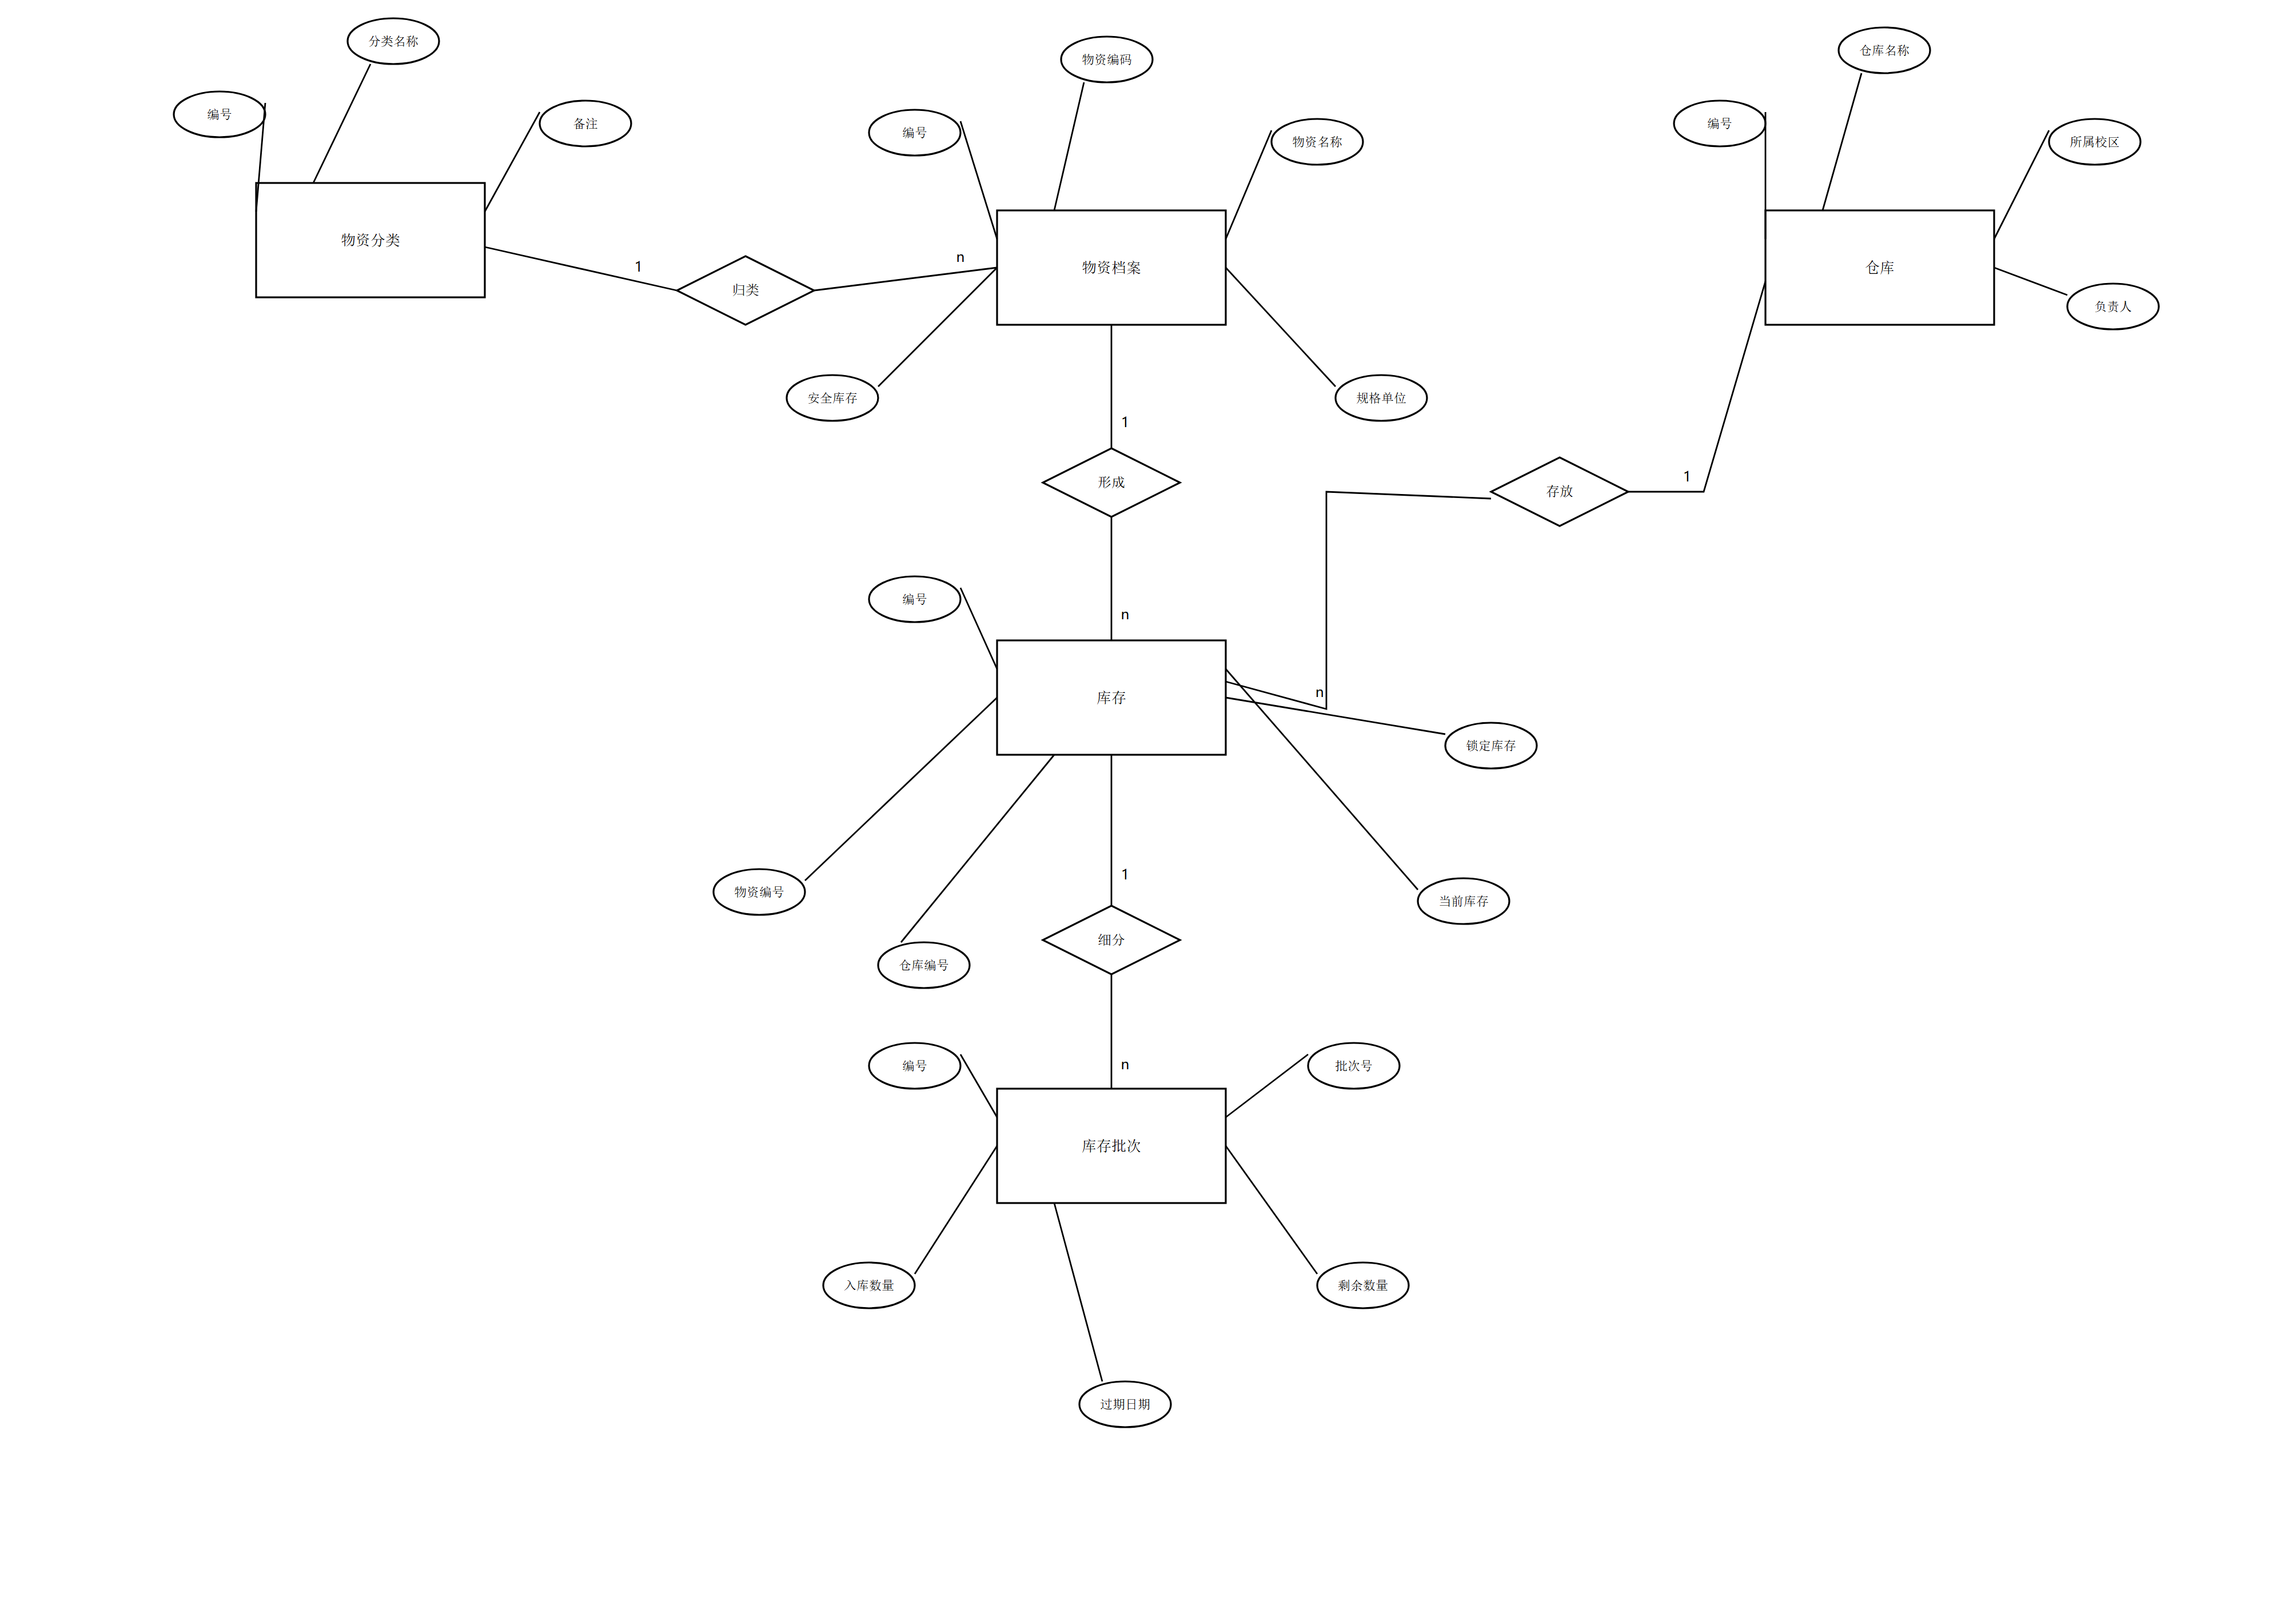 分类名称
仓库名称
物资编码
编号
备注
编号
物资名称
编号
所属校区
物资分类
物资档案
仓库
1
归类
n
负责人
安全库存
规格单位
1
形成
存放
1
编号
n
库存
n
锁定库存
物资编号
1
当前库存
仓库编号
细分
编号
n
批次号
库存批次
入库数量
剩余数量
过期日期